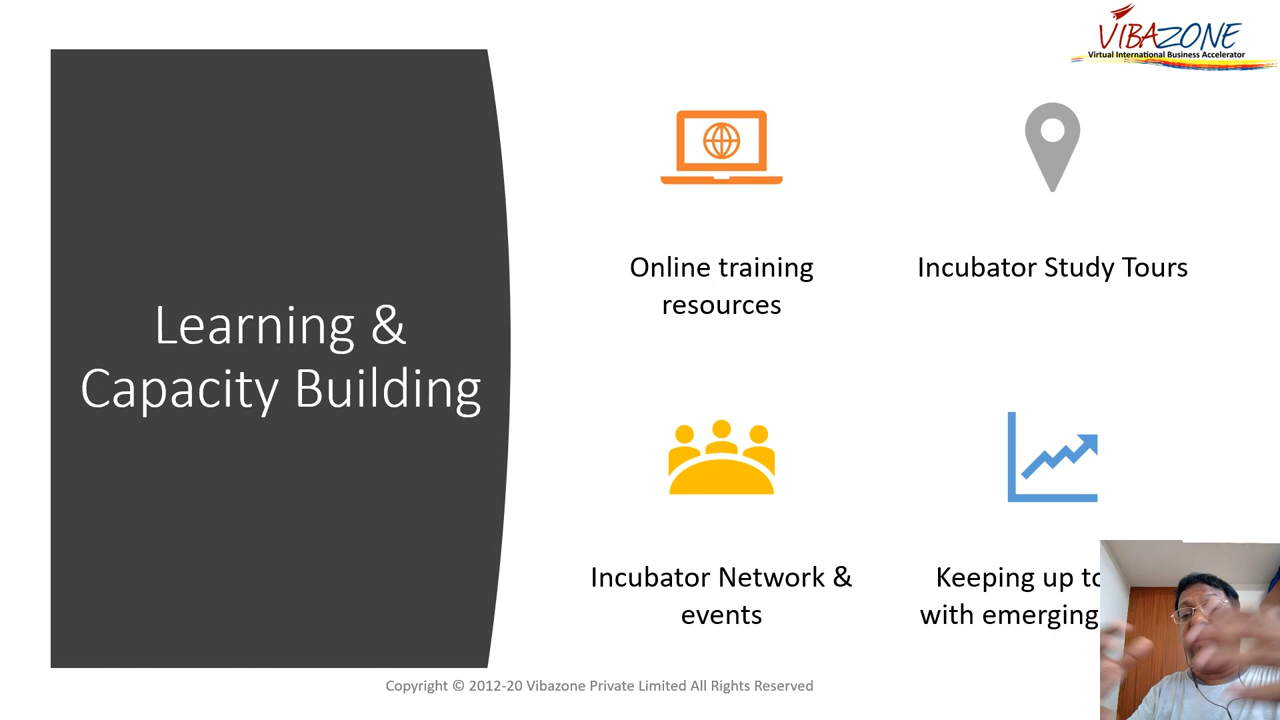 VIBAZONE
Virtual International Business Accelerator
Learning &
Capacity Building
Online training
resources
Incubator Study Tours
Incubator Network &
events
Keeping up to
with emerging
Copyright © 2012-20 Vibazone Private Limited All Rights Reserved